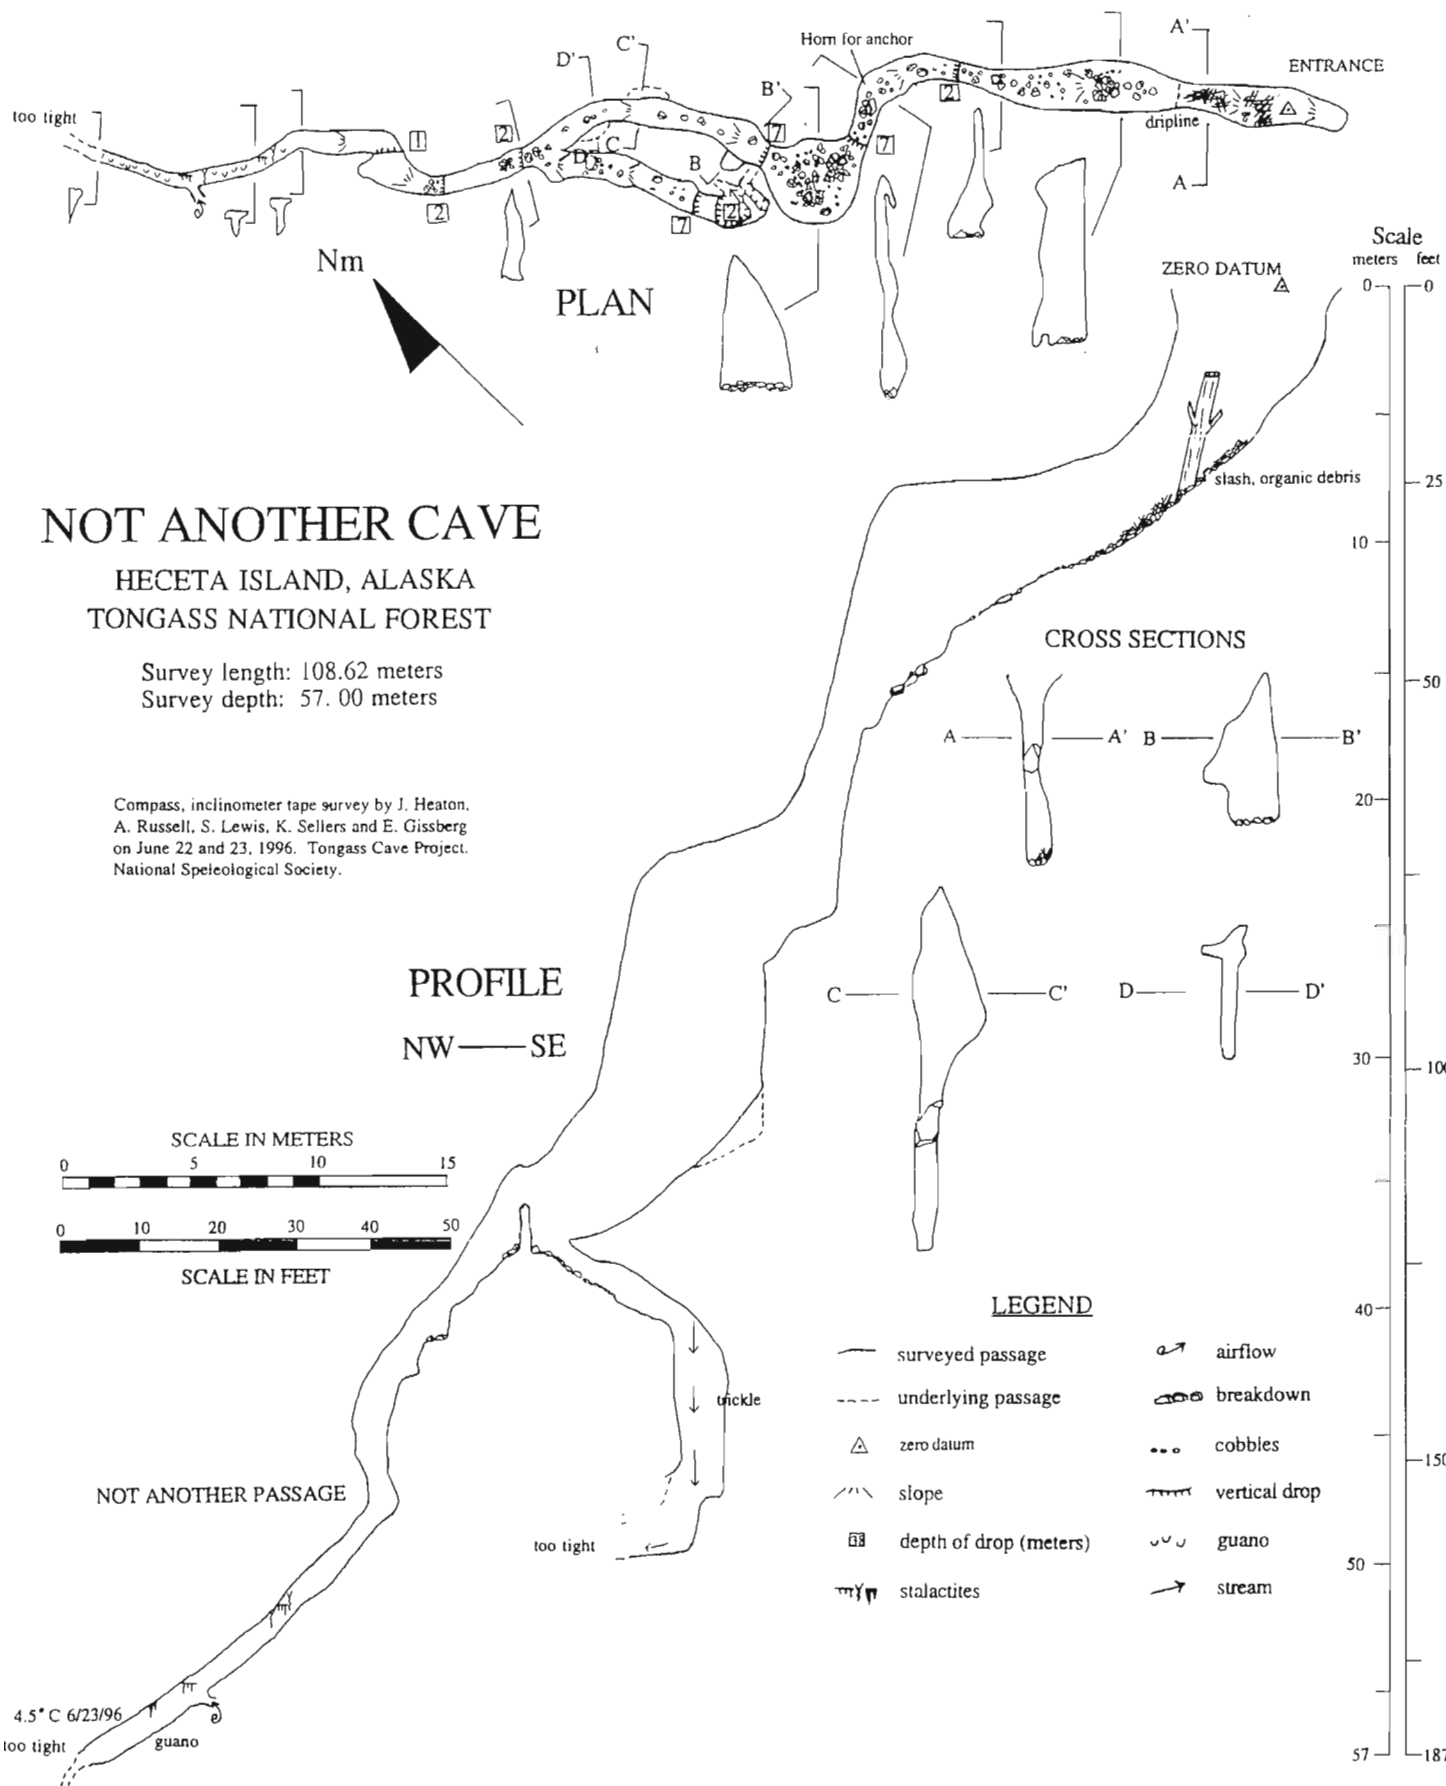 A'
C'
D'
Horn for anchor
ENTRANCE
B'
too tight
1
2
7
2
dripline
C
D
7
B
A
2
7
2
Scale
meters feet
Nm
ZERO DATUM
0 0
PLAN
slash, organic debris
25
NOT ANOTHER CAVE
10
HECETA ISLAND, ALASKA
TONGASS NATIONAL FOREST
CROSS SECTIONS
Survey length: 108.62 meters
50
Survey depth: 57. 00 meters
A A' B B'
20
Compass, inclinometer tape survey by J. Heaton,
A. Russell, S. Lewis, K. Sellers and E. Gissberg
on June 22 and 23, 1996. Tongass Cave Project.
National Speleological Society.
PROFILE
C C' D D'
NW SE
30
100
SCALE IN METERS
0 5 10 15
0 10 20 30 40 50
SCALE IN FEET
LEGEND
40
surveyed passage
airflow
underlying passage
breakdown
trickle
zero datum
cobbles
150
NOT ANOTHER PASSAGE
slope
vertical drop
too tight
depth of drop (meters)
guano
50
stalactites
stream
4.5° C 6/23/96
too tight
guano
57 187